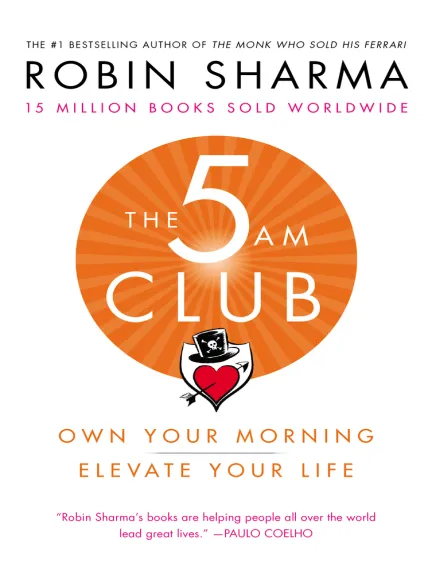 THE #1 BESTSELLING AUTHOR OF THE MONK WHO SOLD HIS FERRARI
ROBIN SHARMA
15 MILLION BOOKS SOLD WORLDWIDE
THE 5 AM
CLUB
OWN YOUR MORNING
ELEVATE YOUR LIFE
“Robin Sharma’s books are helping people all over the world
lead great lives.” —PAULO COELHO